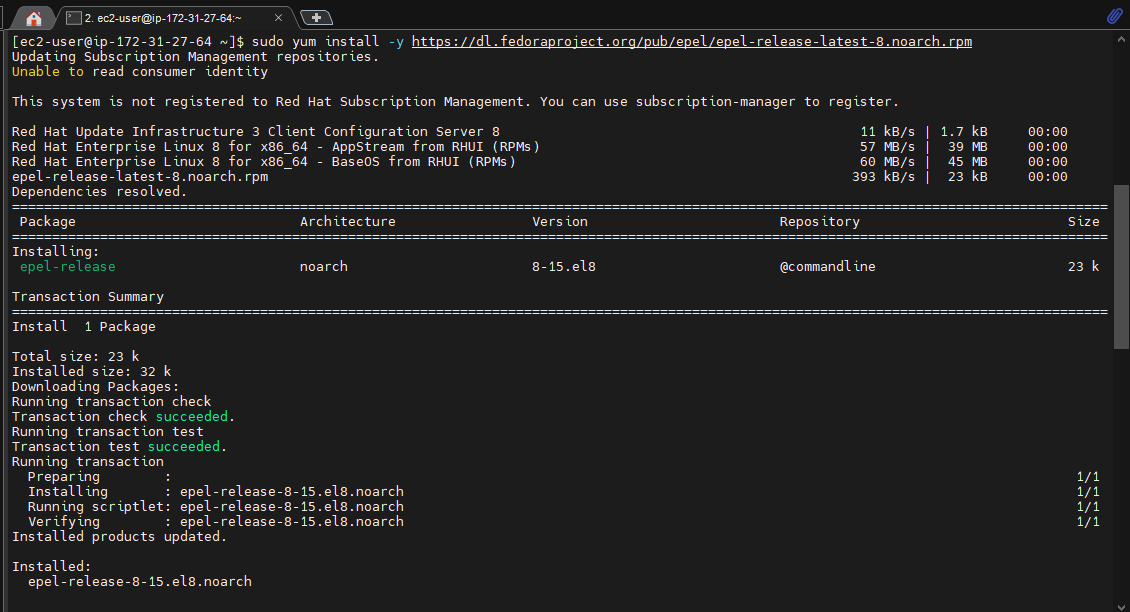 2. ec2-user@ip-172-31-27-64:~
[ec2-user@ip-172-31-27-64 ~]$ sudo yum install -y https://dl.fedoraproject.org/pub/epel/epel-release-latest-8.noarch.rpm
Updating Subscription Management repositories.
Unable to read consumer identity
This system is not registered to Red Hat Subscription Management. You can use subscription-manager to register.
Red Hat Update Infrastructure 3 Client Configuration Server 8 11 kB/s | 1.7 kB 00:00
Red Hat Enterprise Linux 8 for x86_64 - AppStream from RHUI (RPMs) 57 MB/s | 39 MB 00:00
Red Hat Enterprise Linux 8 for x86_64 - BaseOS from RHUI (RPMs) 60 MB/s | 45 MB 00:00
epel-release-latest-8.noarch.rpm 393 kB/s | 23 kB 00:00
Dependencies resolved.
================================================================================
Package Architecture Version Repository Size
================================================================================
Installing:
epel-release noarch 8-15.el8 @commandline 23 k
Transaction Summary
================================================================================
Install 1 Package
Total size: 23 k
Installed size: 32 k
Downloading Packages:
Running transaction check
Transaction check succeeded.
Running transaction test
Transaction test succeeded.
Running transaction
Preparing : 1/1
Installing : epel-release-8-15.el8.noarch 1/1
Running scriptlet: epel-release-8-15.el8.noarch 1/1
Verifying : epel-release-8-15.el8.noarch 1/1
Installed products updated.
Installed:
epel-release-8-15.el8.noarch